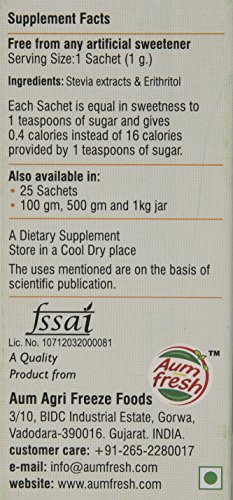 Supplement Facts
Free from any artificial sweetener
Serving Size:1 Sachet (1 g.)
Ingredients: Stevia extracts & Erithritol
Each Sachet is equal in sweetness to
1 teaspoons of sugar and gives
0.4 calories instead of 16 calories
provided by 1 teaspoons of sugar.
Also available in:
• 25 Sachets
• 100 gm, 500 gm and 1kg jar
A Dietary Supplement
Store in a Cool Dry place
The uses mentioned are on the basis of
scientific publication.
fssai
Lic. No. 10712032000081
A Quality
Product from
Aum
fresh
TM
Aum Agri Freeze Foods
3/10, BIDC Industrial Estate, Gorwa,
Vadodara-390016. Gujarat. INDIA.
customer care: +91-265-2280017
e-mail: info@aumfresh.com
website: www.aumfresh.com